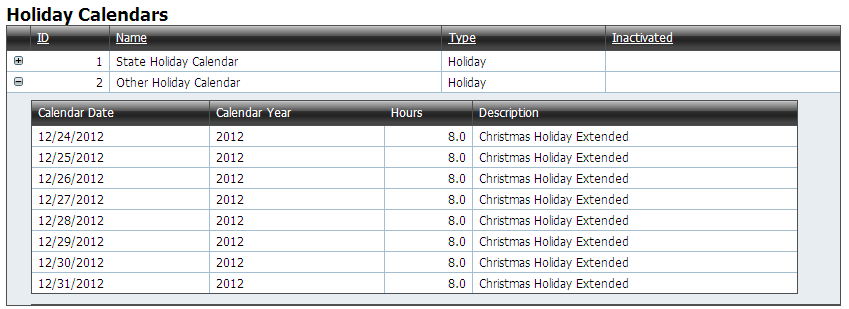 Holiday Calendars
ID Name Type Inactivated
1 State Holiday Calendar Holiday
2 Other Holiday Calendar Holiday
Calendar Date Calendar Year Hours Description
12/24/2012 2012 8.0 Christmas Holiday Extended
12/25/2012 2012 8.0 Christmas Holiday Extended
12/26/2012 2012 8.0 Christmas Holiday Extended
12/27/2012 2012 8.0 Christmas Holiday Extended
12/28/2012 2012 8.0 Christmas Holiday Extended
12/29/2012 2012 8.0 Christmas Holiday Extended
12/30/2012 2012 8.0 Christmas Holiday Extended
12/31/2012 2012 8.0 Christmas Holiday Extended